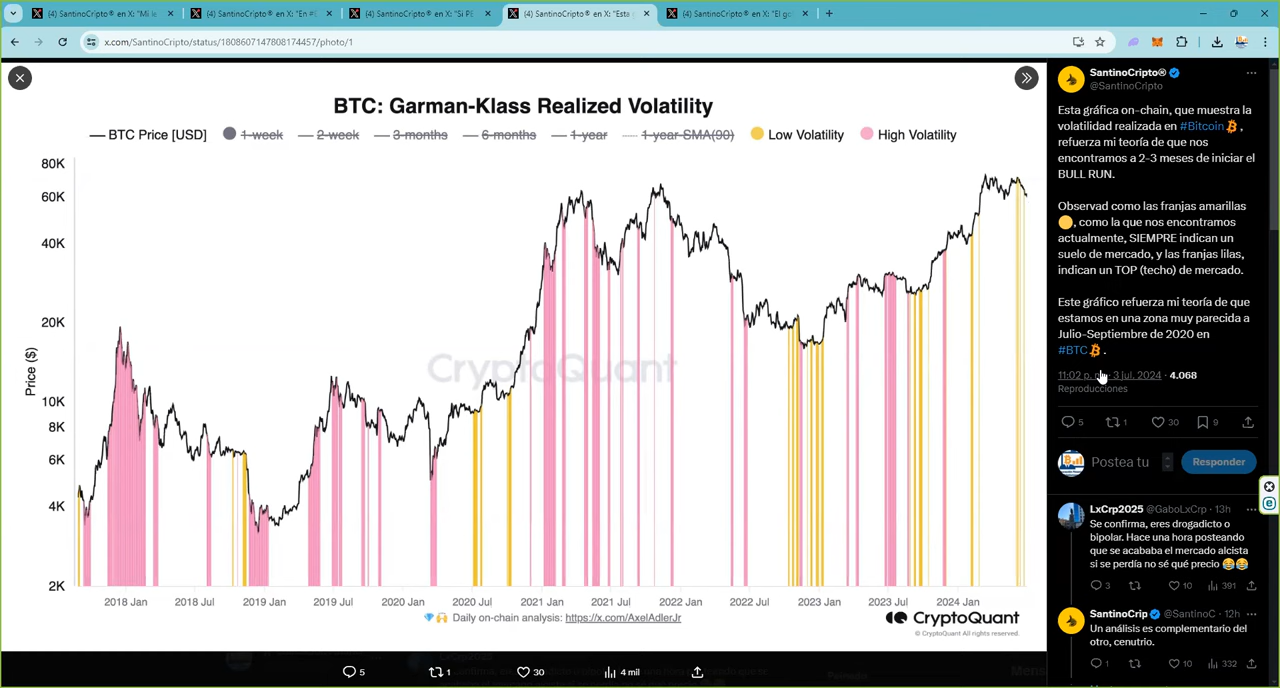 (4) SantinoCripto® en X: "Mi le
(4) SantinoCripto® en X: "En #B
(4) SantinoCripto® en X: "Si PE
(4) SantinoCripto® en X: "Esta g
(4) SantinoCripto® en X: "El go
x.com/SantinoCripto/status/1808607147808174457/photo/1
BTC: Garman-Klass Realized Volatility
BTC Price [USD] 1-week 2-week 3-months 6-months 1-year 1-year SMA(90) Low Volatility High Volatility
80K
60K
40K
20K
10K
8K
6K
4K
2K
Price ($)
CryptoQuant
2018 Jan 2018 Jul 2019 Jan 2019 Jul 2020 Jan 2020 Jul 2021 Jan 2021 Jul 2022 Jan 2022 Jul 2023 Jan 2023 Jul 2024 Jan
💎🙌 Daily on-chain analysis: https://x.com/AxelAdlerJr
CryptoQuant
© CryptoQuant All rights reserved.
5 1 30 4 mil
SantinoCripto®
@SantinoCripto
Esta gráfica on-chain, que muestra la
volatilidad realizada en #Bitcoin ,
refuerza mi teoría de que nos
encontramos a 2-3 meses de iniciar el
BULL RUN.
Observad como las franjas amarillas
🟡, como la que nos encontramos
actualmente, SIEMPRE indican un
suelo de mercado, y las franjas lilas,
indican un TOP (techo) de mercado.
Este gráfico refuerza mi teoría de que
estamos en una zona muy parecida a
Julio-Septiembre de 2020 en
#BTC .
11:02 p. · 3 jul. 2024 · 4.068
Reproducciones
5 1 30 9
Postea tu Responder
LxCrp2025 @GaboLxCrp · 13h
Se confirma, eres drogadicto o
bipolar. Hace una hora posteando
que se acababa el mercado alcista
si se perdía no sé qué precio 😂😂
3 10 391
SantinoCrip @SantinoC · 12h
Un análisis es complementario del
otro, cenutrio.
1 10 332